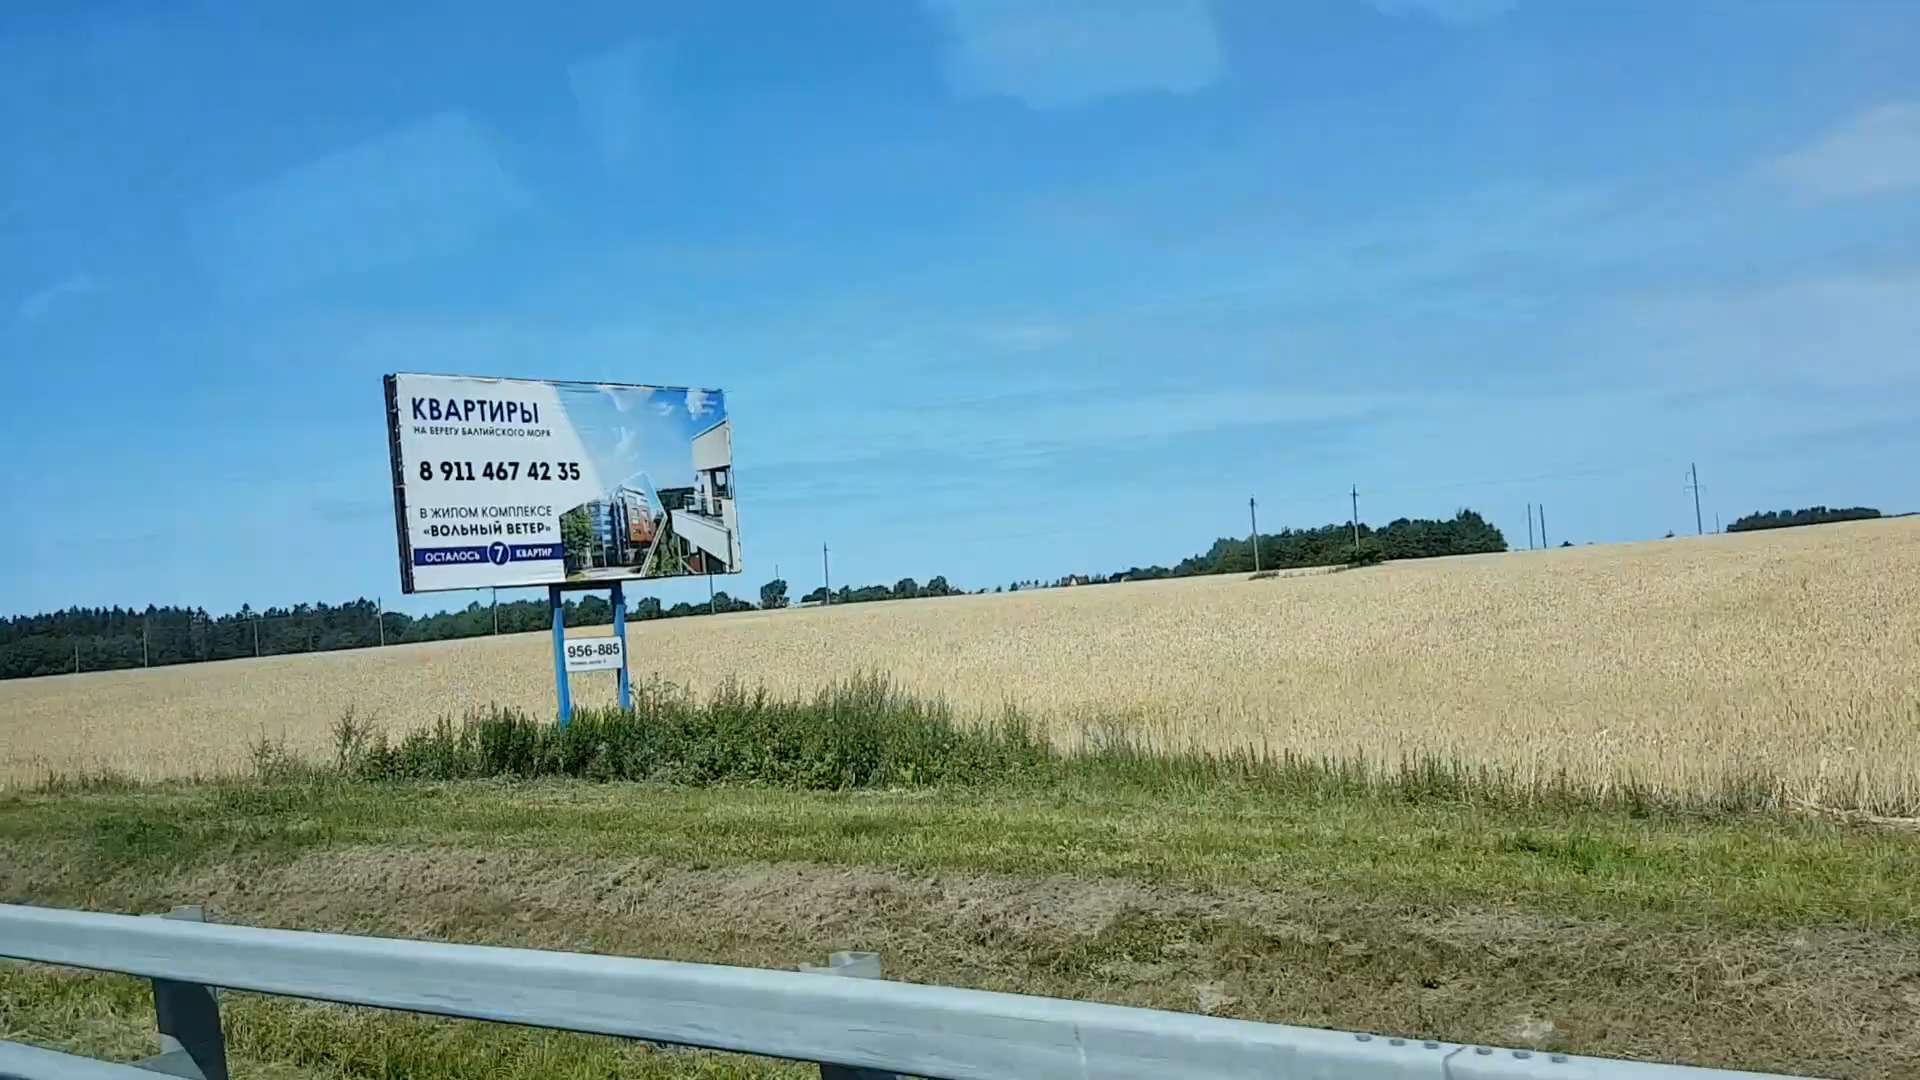 КВАРТИРЫ
НА БЕРЕГУ БАЛТИЙСКОГО МОРЯ
8 911 467 42 35
В ЖИЛОМ КОМПЛЕКСЕ
«ВОЛЬНЫЙ ВЕТЕР»
ОСТАЛОСЬ 7 КВАРТИР
956-885